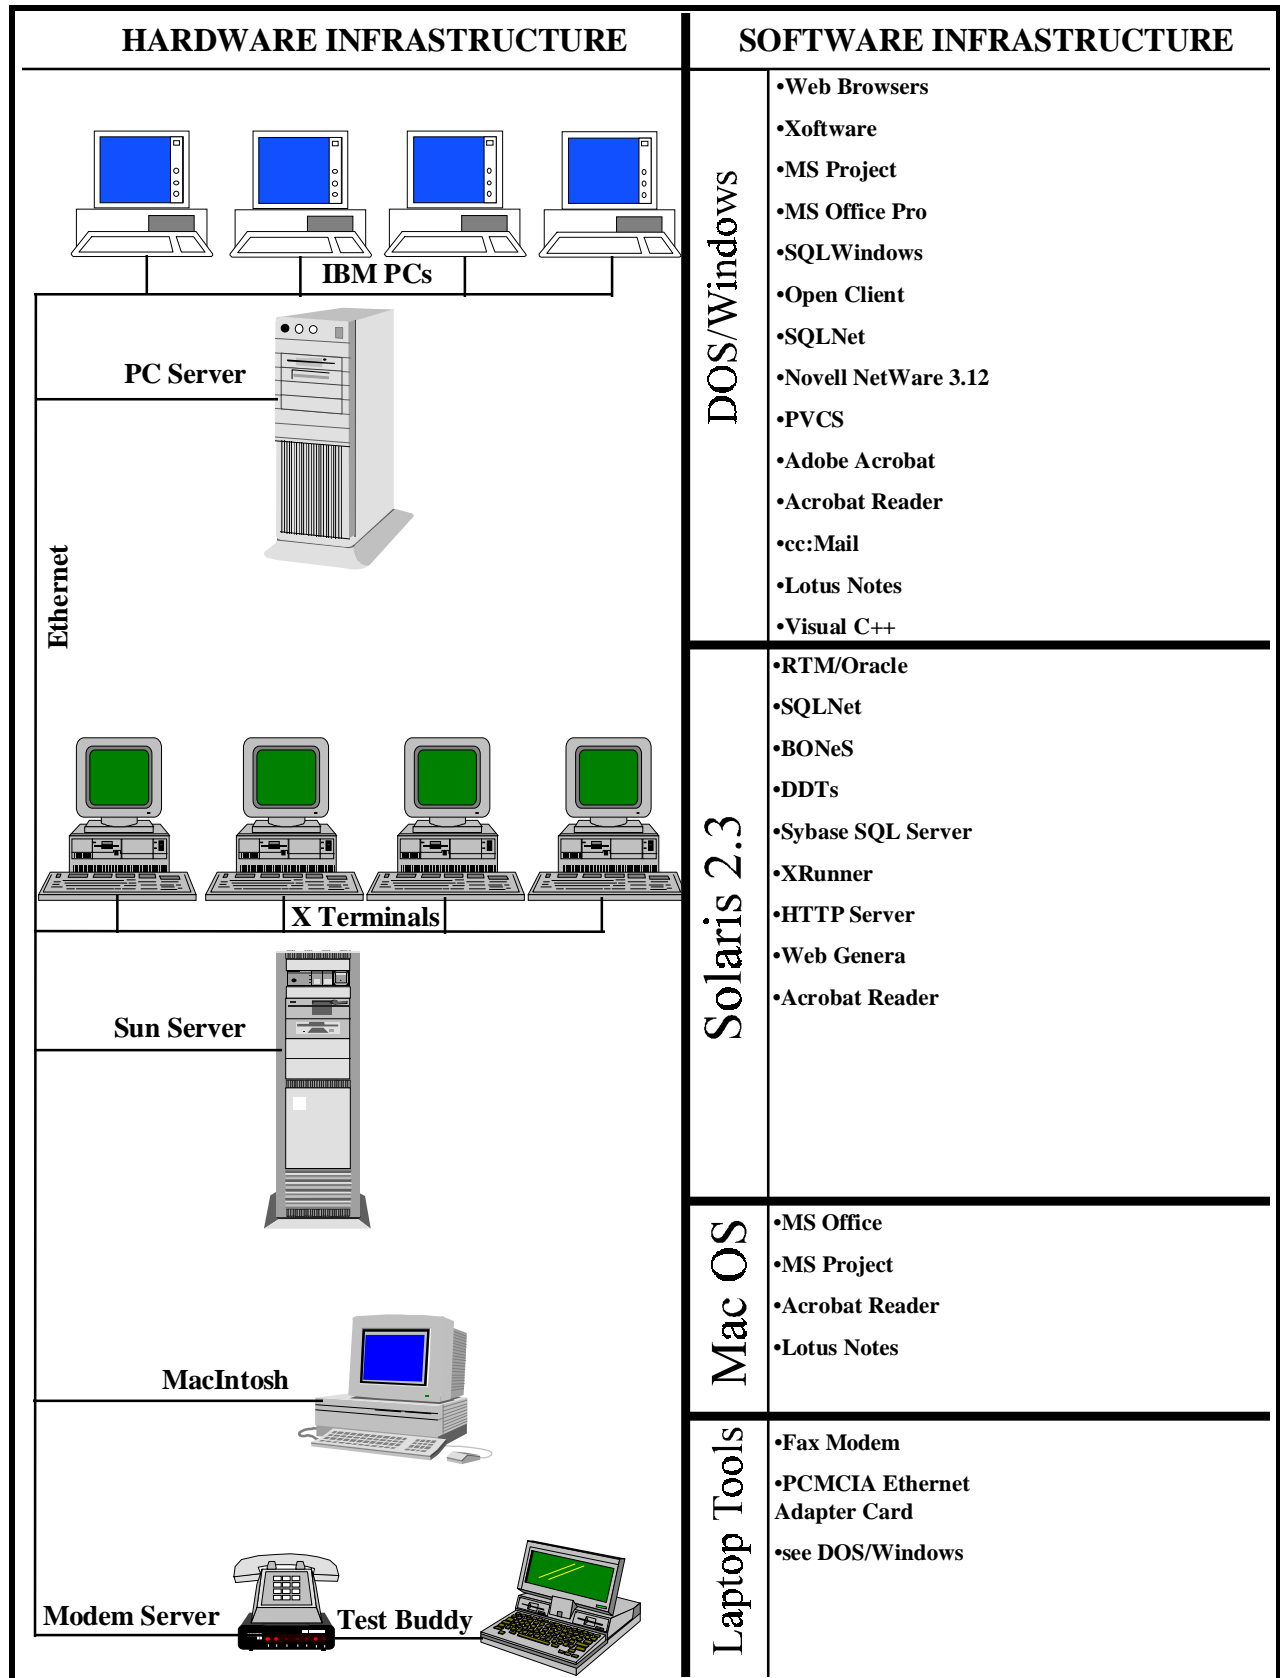 HARDWARE INFRASTRUCTURE
IBM PCs
PC Server
Ethernet
X Terminals
Sun Server
MacIntosh
Modem Server
Test Buddy
SOFTWARE INFRASTRUCTURE
DOS/Windows
•Web Browsers
•Xoftware
•MS Project
•MS Office Pro
•SQLWindows
•Open Client
•SQLNet
•Novell NetWare 3.12
•PVCS
•Adobe Acrobat
•Acrobat Reader
•cc:Mail
•Lotus Notes
•Visual C++
Solaris 2.3
•RTM/Oracle
•SQLNet
•BONeS
•DDTs
•Sybase SQL Server
•XRunner
•HTTP Server
•Web Genera
•Acrobat Reader
Mac OS
•MS Office
•MS Project
•Acrobat Reader
•Lotus Notes
Laptop Tools
•Fax Modem
•PCMCIA Ethernet
Adapter Card
•see DOS/Windows